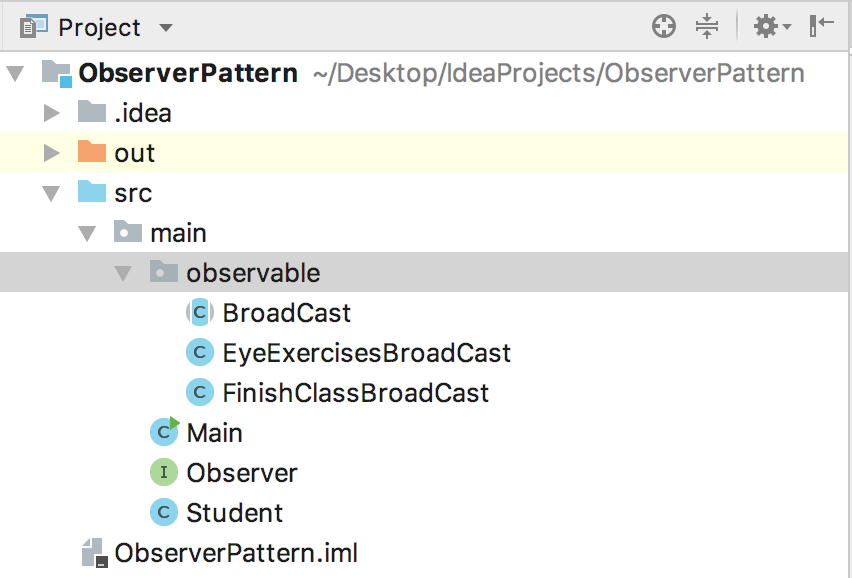 Project
ObserverPattern ~/Desktop/IdeaProjects/ObserverPattern
.idea
out
src
main
observable
C BroadCast
C EyeExercisesBroadCast
C FinishClassBroadCast
C Main
I Observer
C Student
ObserverPattern.iml